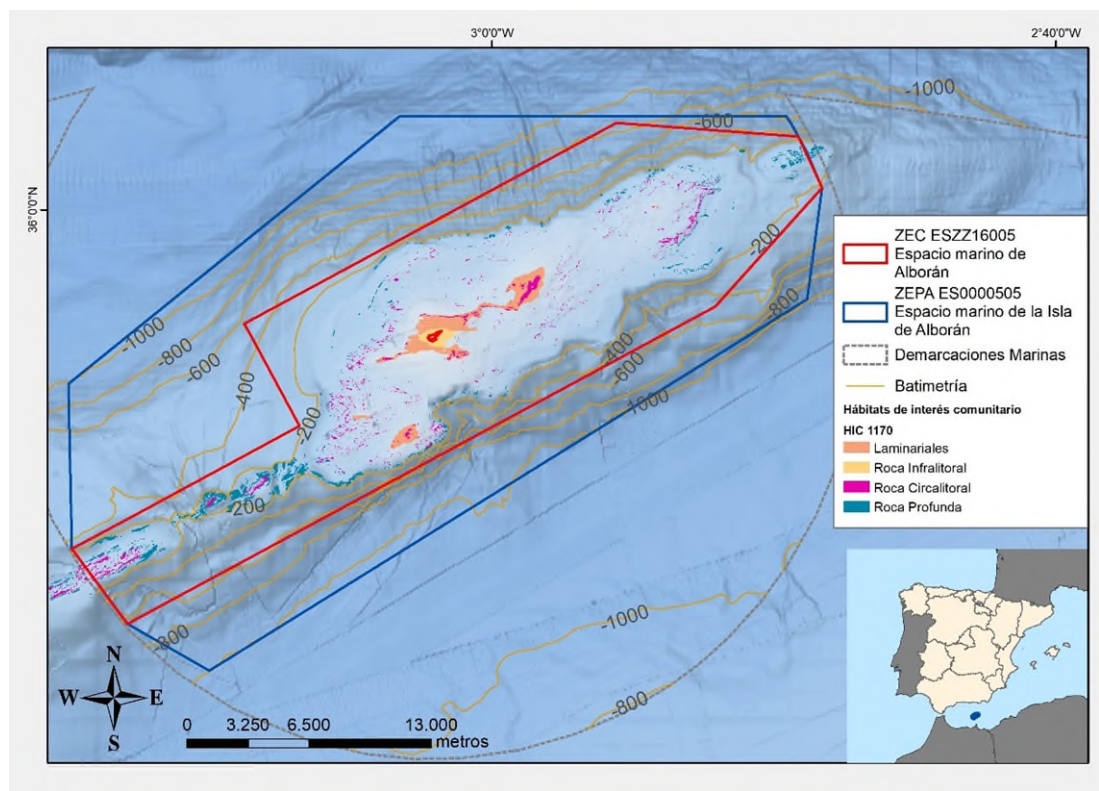 3°0'0"W
2°40'0"W
36°0'0"N
-1000
-600
-200
-800
-400
-600
-1000
-1000
-800
-600
-400
-200
-200
-800
-1000
-800
ZEC ESZZ16005
Espacio marino de
Alborán
ZEPA ES0000505
Espacio marino de la Isla
de Alborán
Demarcaciones Marinas
Batimetría
Hábitats de interés comunitario
HIC 1170
Laminariales
Roca Infralitoral
Roca Circalitoral
Roca Profunda
N
W
E
S
0 3.250 6.500 13.000
metros